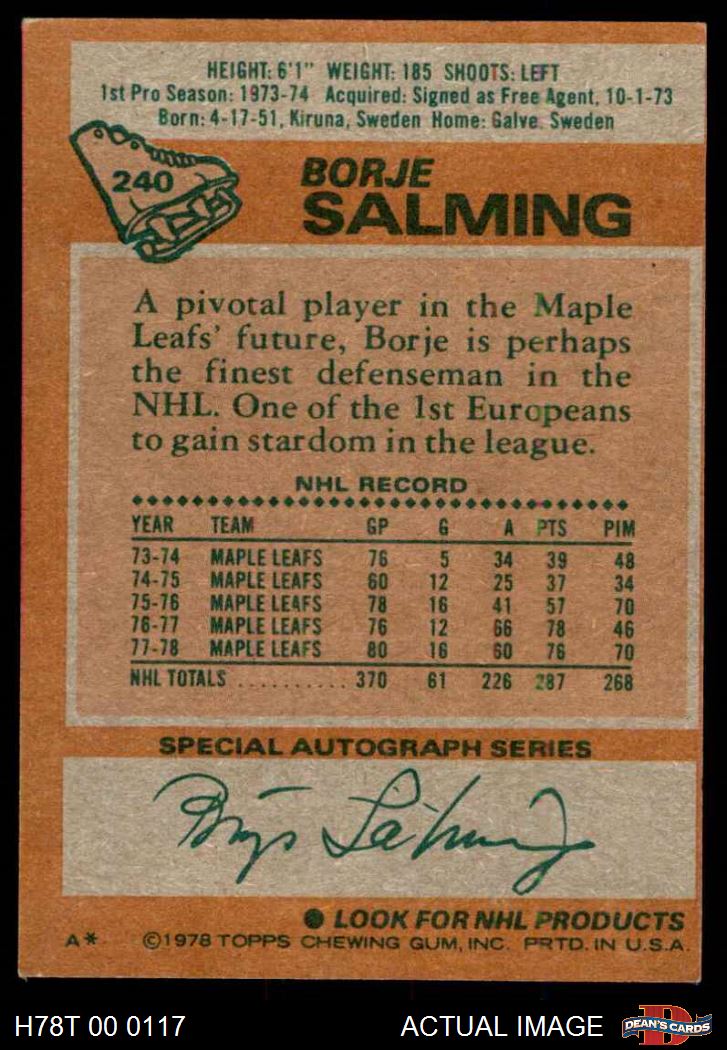 HEIGHT: 6'1" WEIGHT: 185 SHOOTS: LEFT
1st Pro Season: 1973-74 Acquired: Signed as Free Agent, 10-1-73
Born: 4-17-51, Kiruna, Sweden Home: Galve, Sweden
240
BORJE
SALMING
A pivotal player in the Maple
Leafs' future, Borje is perhaps
the finest defenseman in the
NHL. One of the 1st Europeans
to gain stardom in the league.
NHL RECORD
YEAR TEAM GP G A PTS PIM
73-74 MAPLE LEAFS 76 5 34 39 48
74-75 MAPLE LEAFS 60 12 25 37 34
75-76 MAPLE LEAFS 78 16 41 57 70
76-77 MAPLE LEAFS 76 12 66 78 46
77-78 MAPLE LEAFS 80 16 60 76 70
NHL TOTALS .......... 370 61 226 287 268
SPECIAL AUTOGRAPH SERIES
Börje Salming
● LOOK FOR NHL PRODUCTS
A* ©1978 TOPPS CHEWING GUM, INC. PRTD. IN U.S.A.
H78T 00 0117 ACTUAL IMAGE
D
DEAN'S CARDS